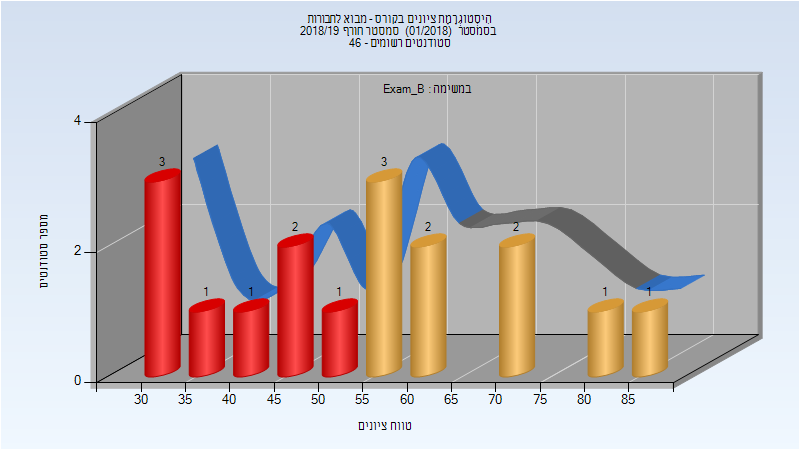 היסטוגרמת ציונים בקורס - מבוא לחבורות
בסמסטר (01/2018) סמסטר חורף 2018/19
סטודנטים רשומים - 46
במשימה : Exam_B
מספר סטודנטים
4
2
0
3
1
1
2
1
3
2
2
1
1
30 35 40 45 50 55 60 65 70 75 80 85
טווח ציונים